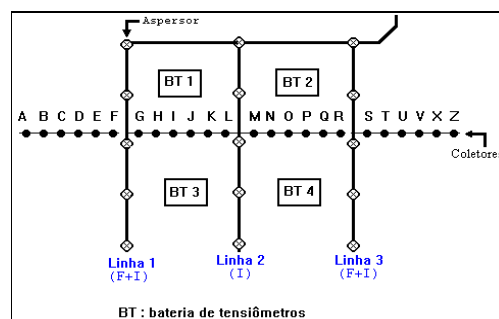 Aspersor
BT 1
BT 2
A B C D E F G H I J K L M N O P Q R S T U V X Z
Coletores
BT 3
BT 4
Linha 1
(F+I)
Linha 2
(I)
Linha 3
(F+I)
BT : bateria de tensiômetros